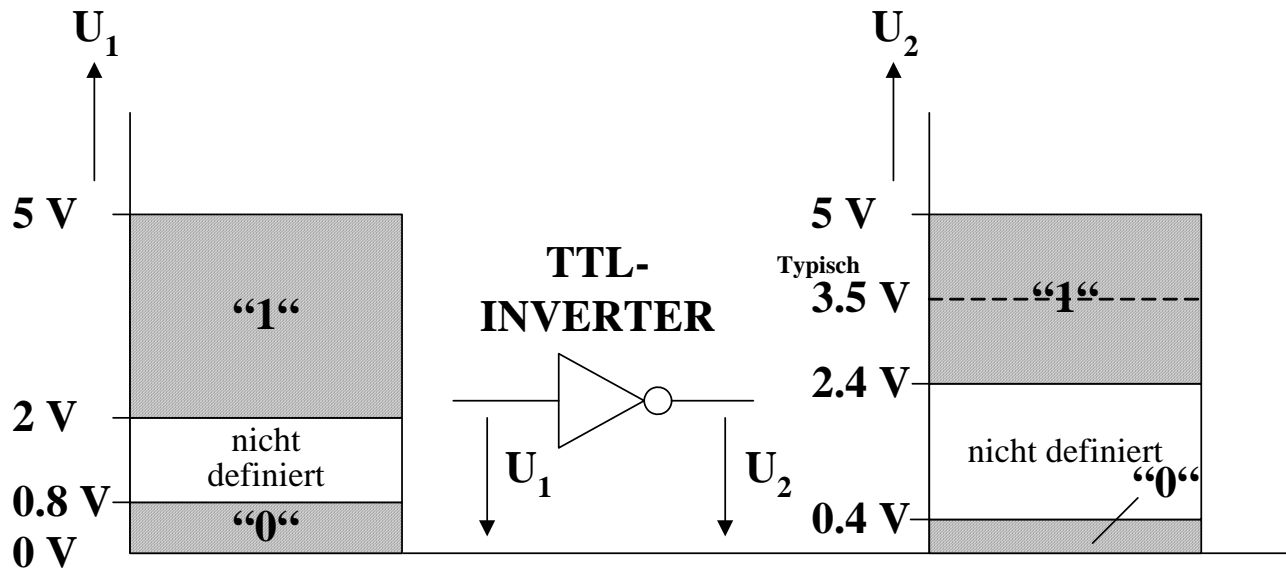 U1
5 V
“1“
2 V
nicht
definiert
0.8 V
“0“
0 V
TTL-
INVERTER
U1
U2
U2
5 V
Typisch
3.5 V
“1“
2.4 V
nicht definiert
“0“
0.4 V